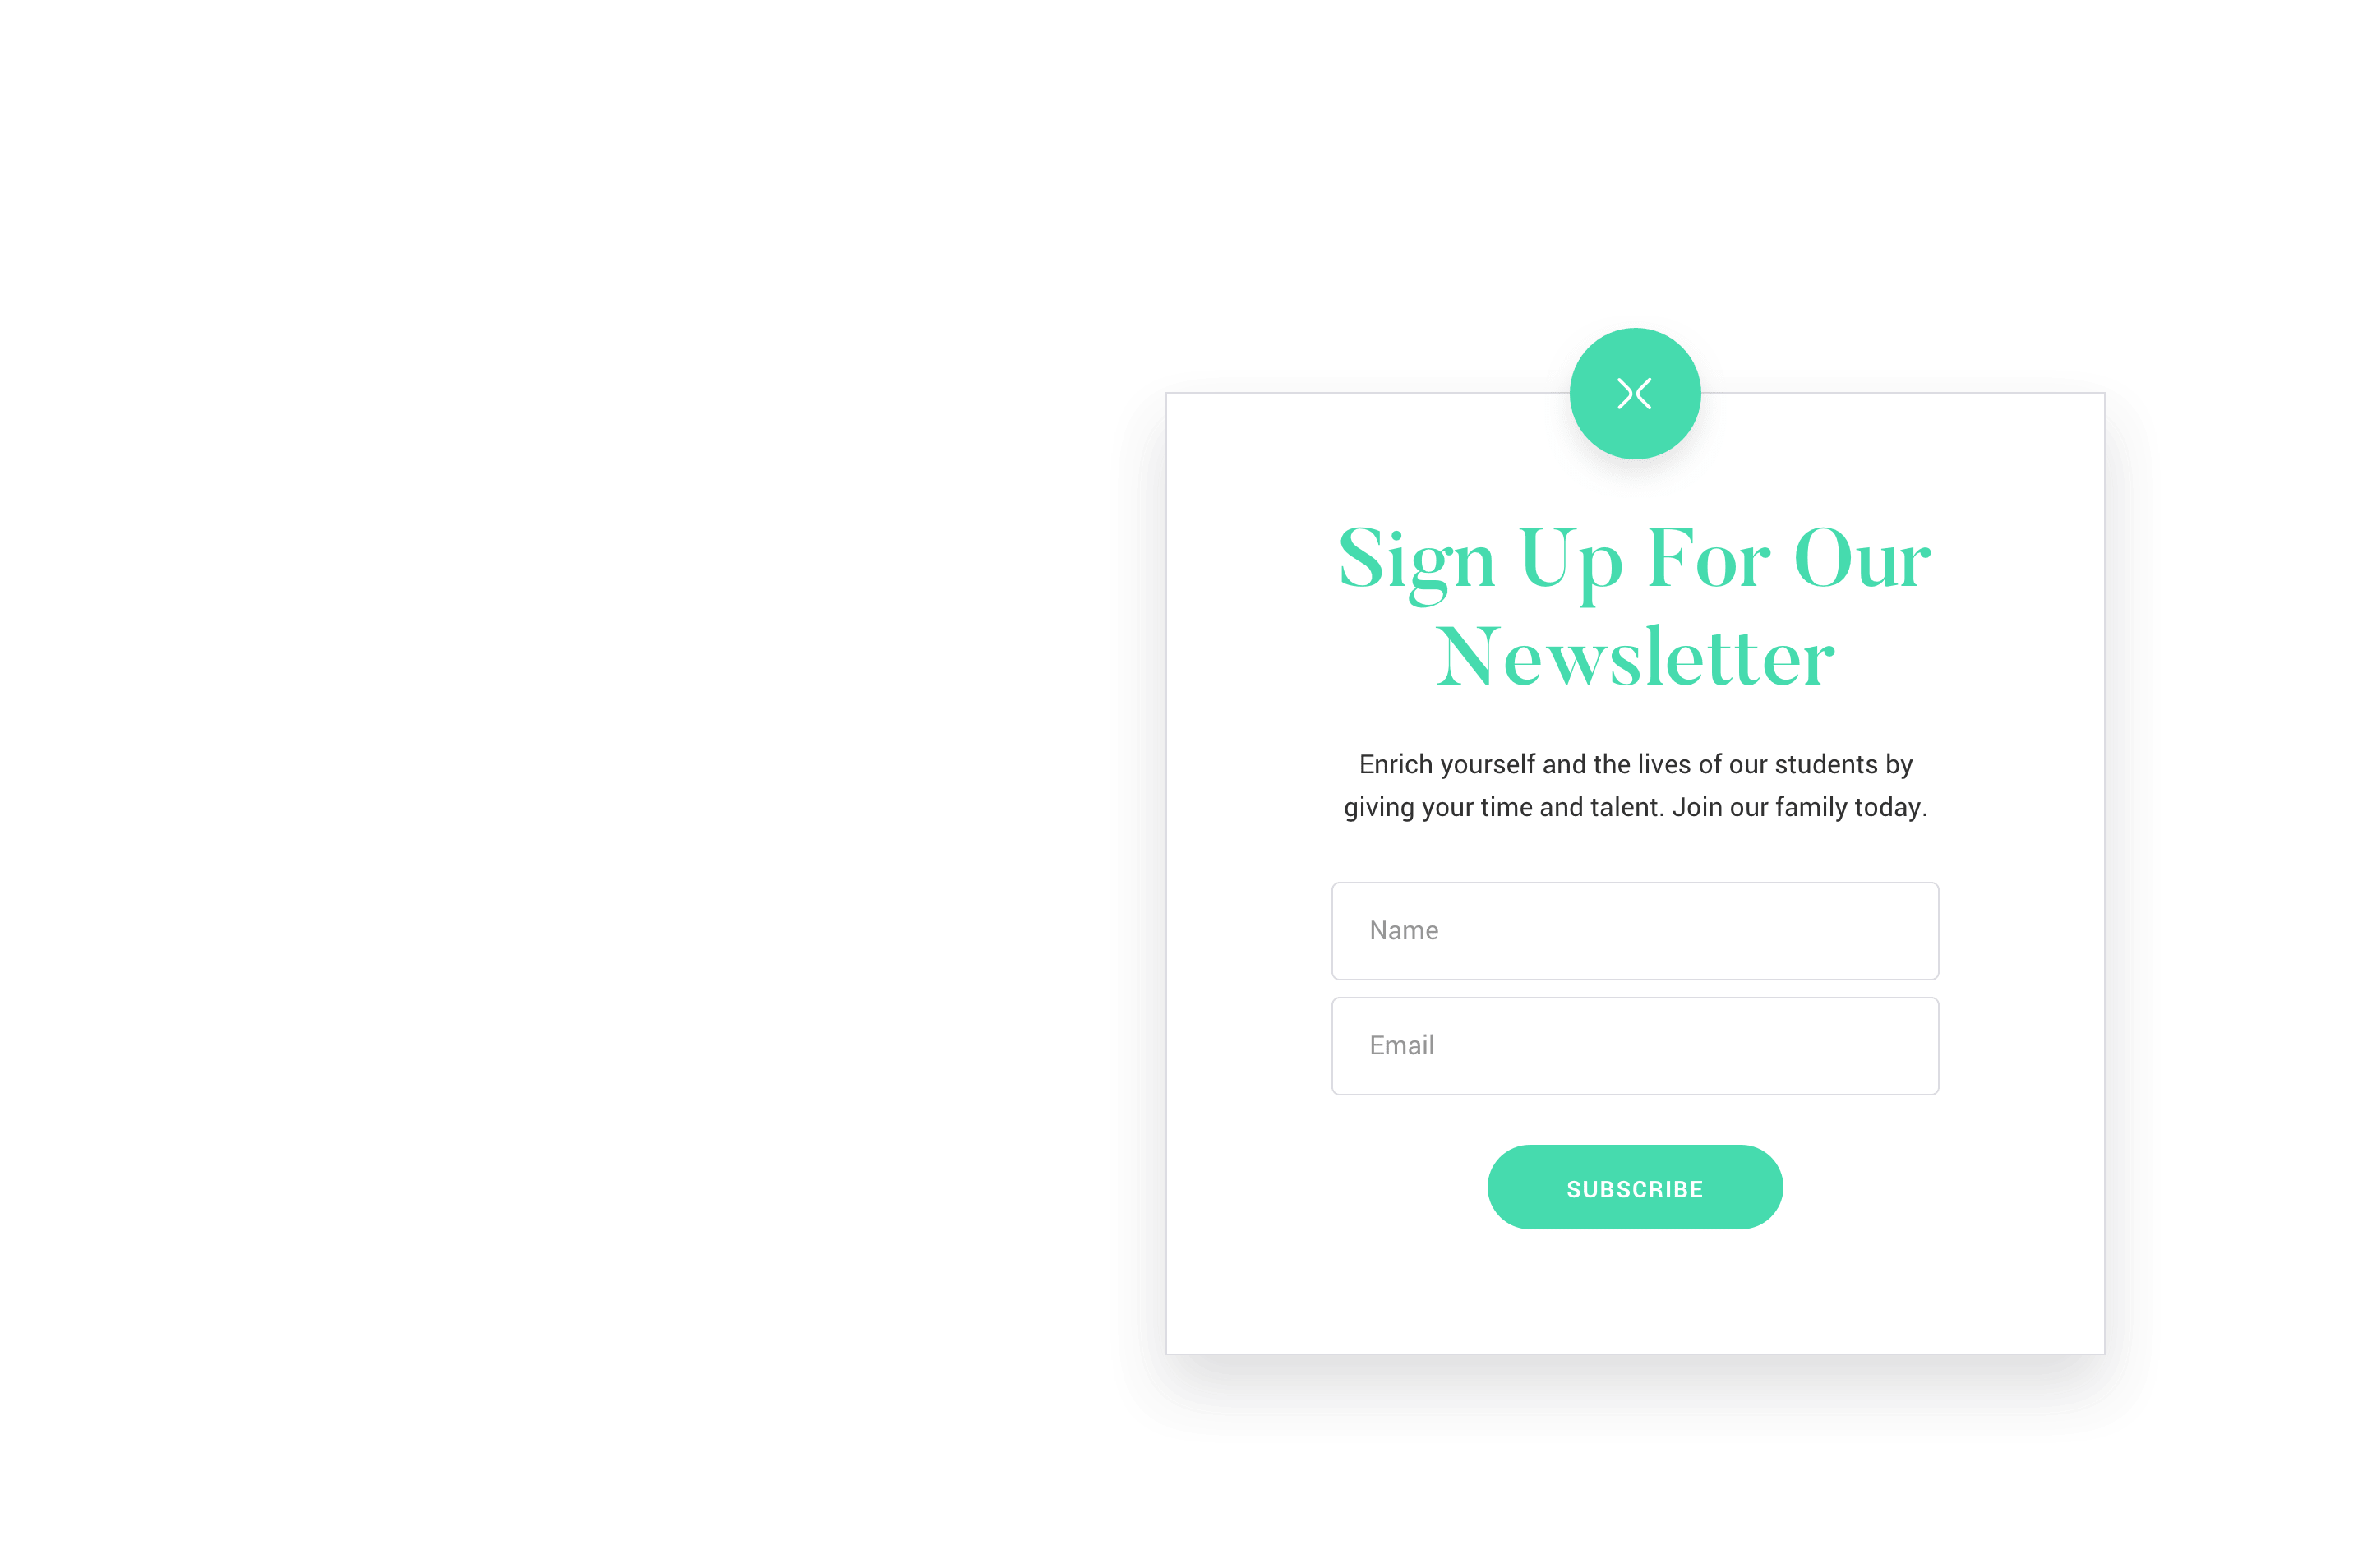 Sign Up For Our
Newsletter
Enrich yourself and the lives of our students by
giving your time and talent. Join our family today.
Name
Email
SUBSCRIBE